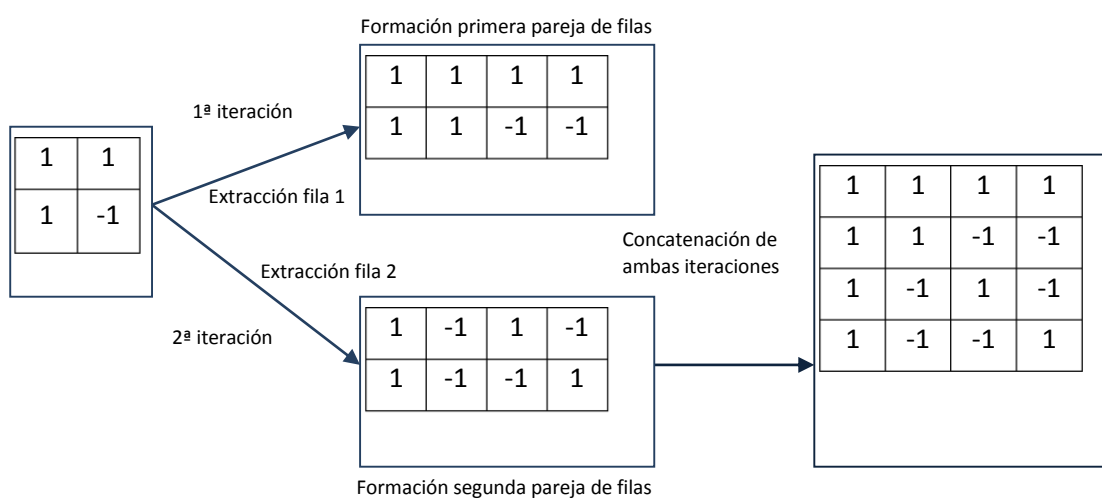 Formación primera pareja de filas
1 1 1 1
1 1 -1 -1
1ª iteración
1 1
1 -1
Extracción fila 1
Extracción fila 2
2ª iteración
1 -1 1 -1
1 -1 -1 1
Formación segunda pareja de filas
Concatenación de
ambas iteraciones
1 1 1 1
1 1 -1 -1
1 -1 1 -1
1 -1 -1 1